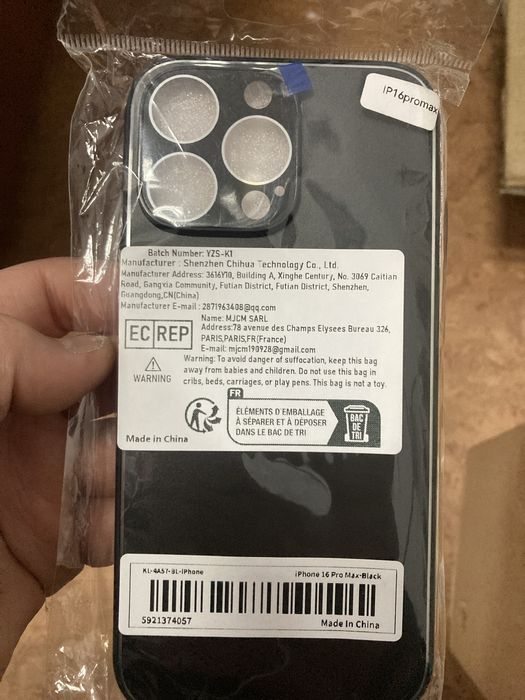 IP16promax
Batch Number: YZS-K1
Manufacturer : Shenzhen Chihua Technology Co., Ltd.
Manufacturer Address: 3616Y18, Building A, Xinghe Century, No. 3069 Caitian
Road, Gangxia Community, Futian District, Futian District, Shenzhen,
Guangdong,CN(China)
Manufacturer E-mail : 2871963408@qq.com
EC REP
Name: MJCM SARL
Address:78 avenue des Champs Elysees Bureau 326,
PARIS,PARIS,FR(France)
E-mail: mjcm190928@gmail.com
WARNING
Warning: To avoid danger of suffocation, keep this bag
away from babies and children. Do not use this bag in
cribs, beds, carriages, or play pens. This bag is not a toy.
FR
ÉLÉMENTS D'EMBALLAGE
À SÉPARER ET À DÉPOSER
DANS LE BAC DE TRI
BAC
DE
TRI
Made in China
KL-4A57-BL-iPhone
iPhone 16 Pro Max-Black
5921374057
Made In China